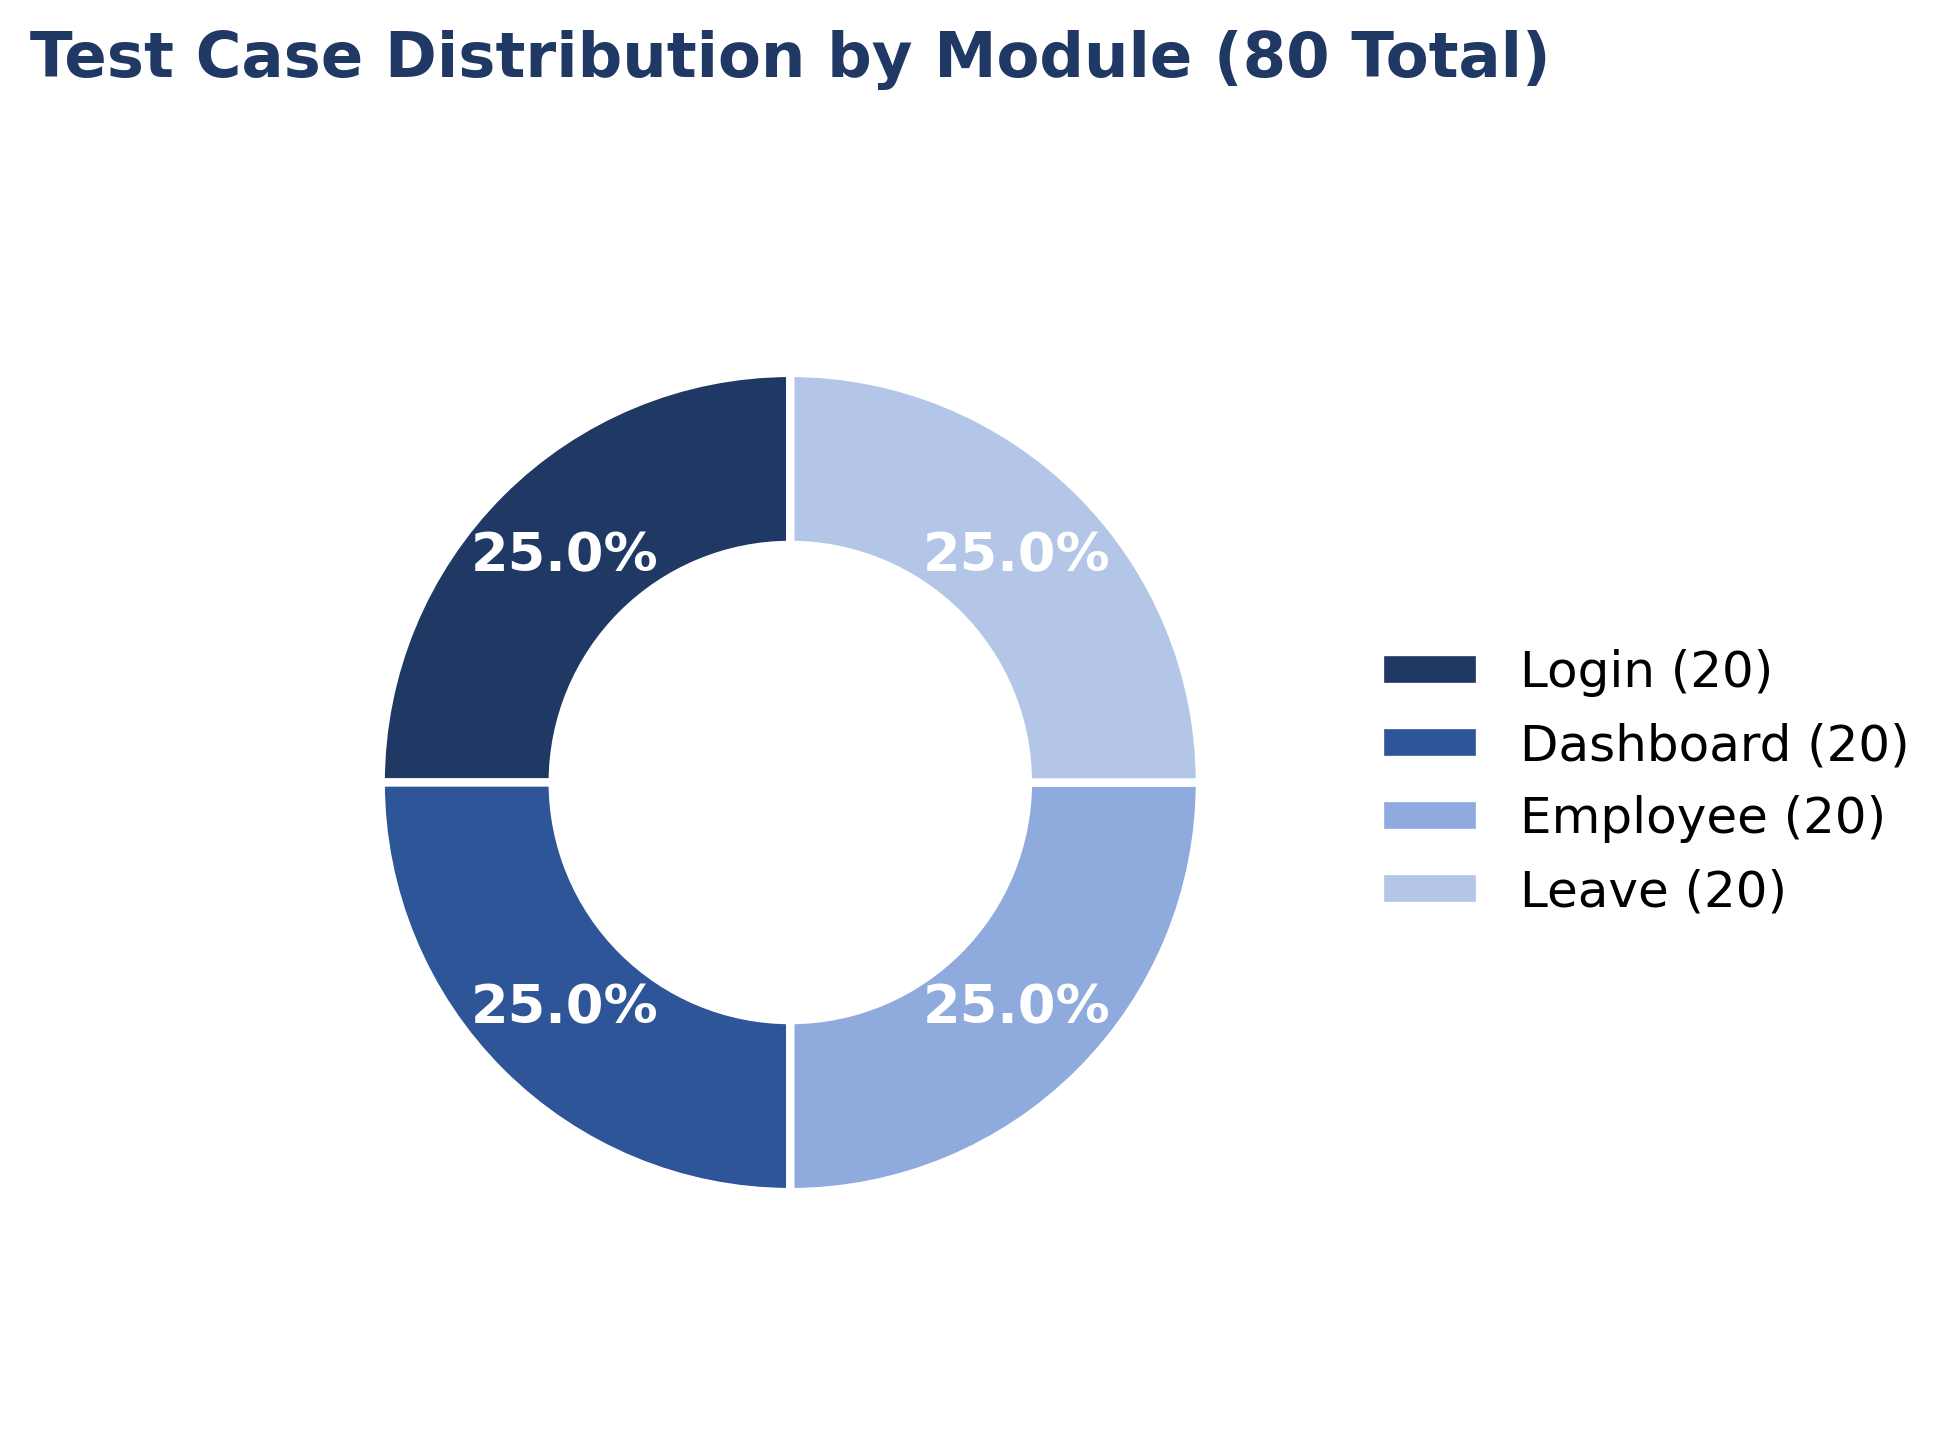 Test Case Distribution by Module (80 Total)
25.0%
25.0%
25.0%
25.0%
Login (20)
Dashboard (20)
Employee (20)
Leave (20)